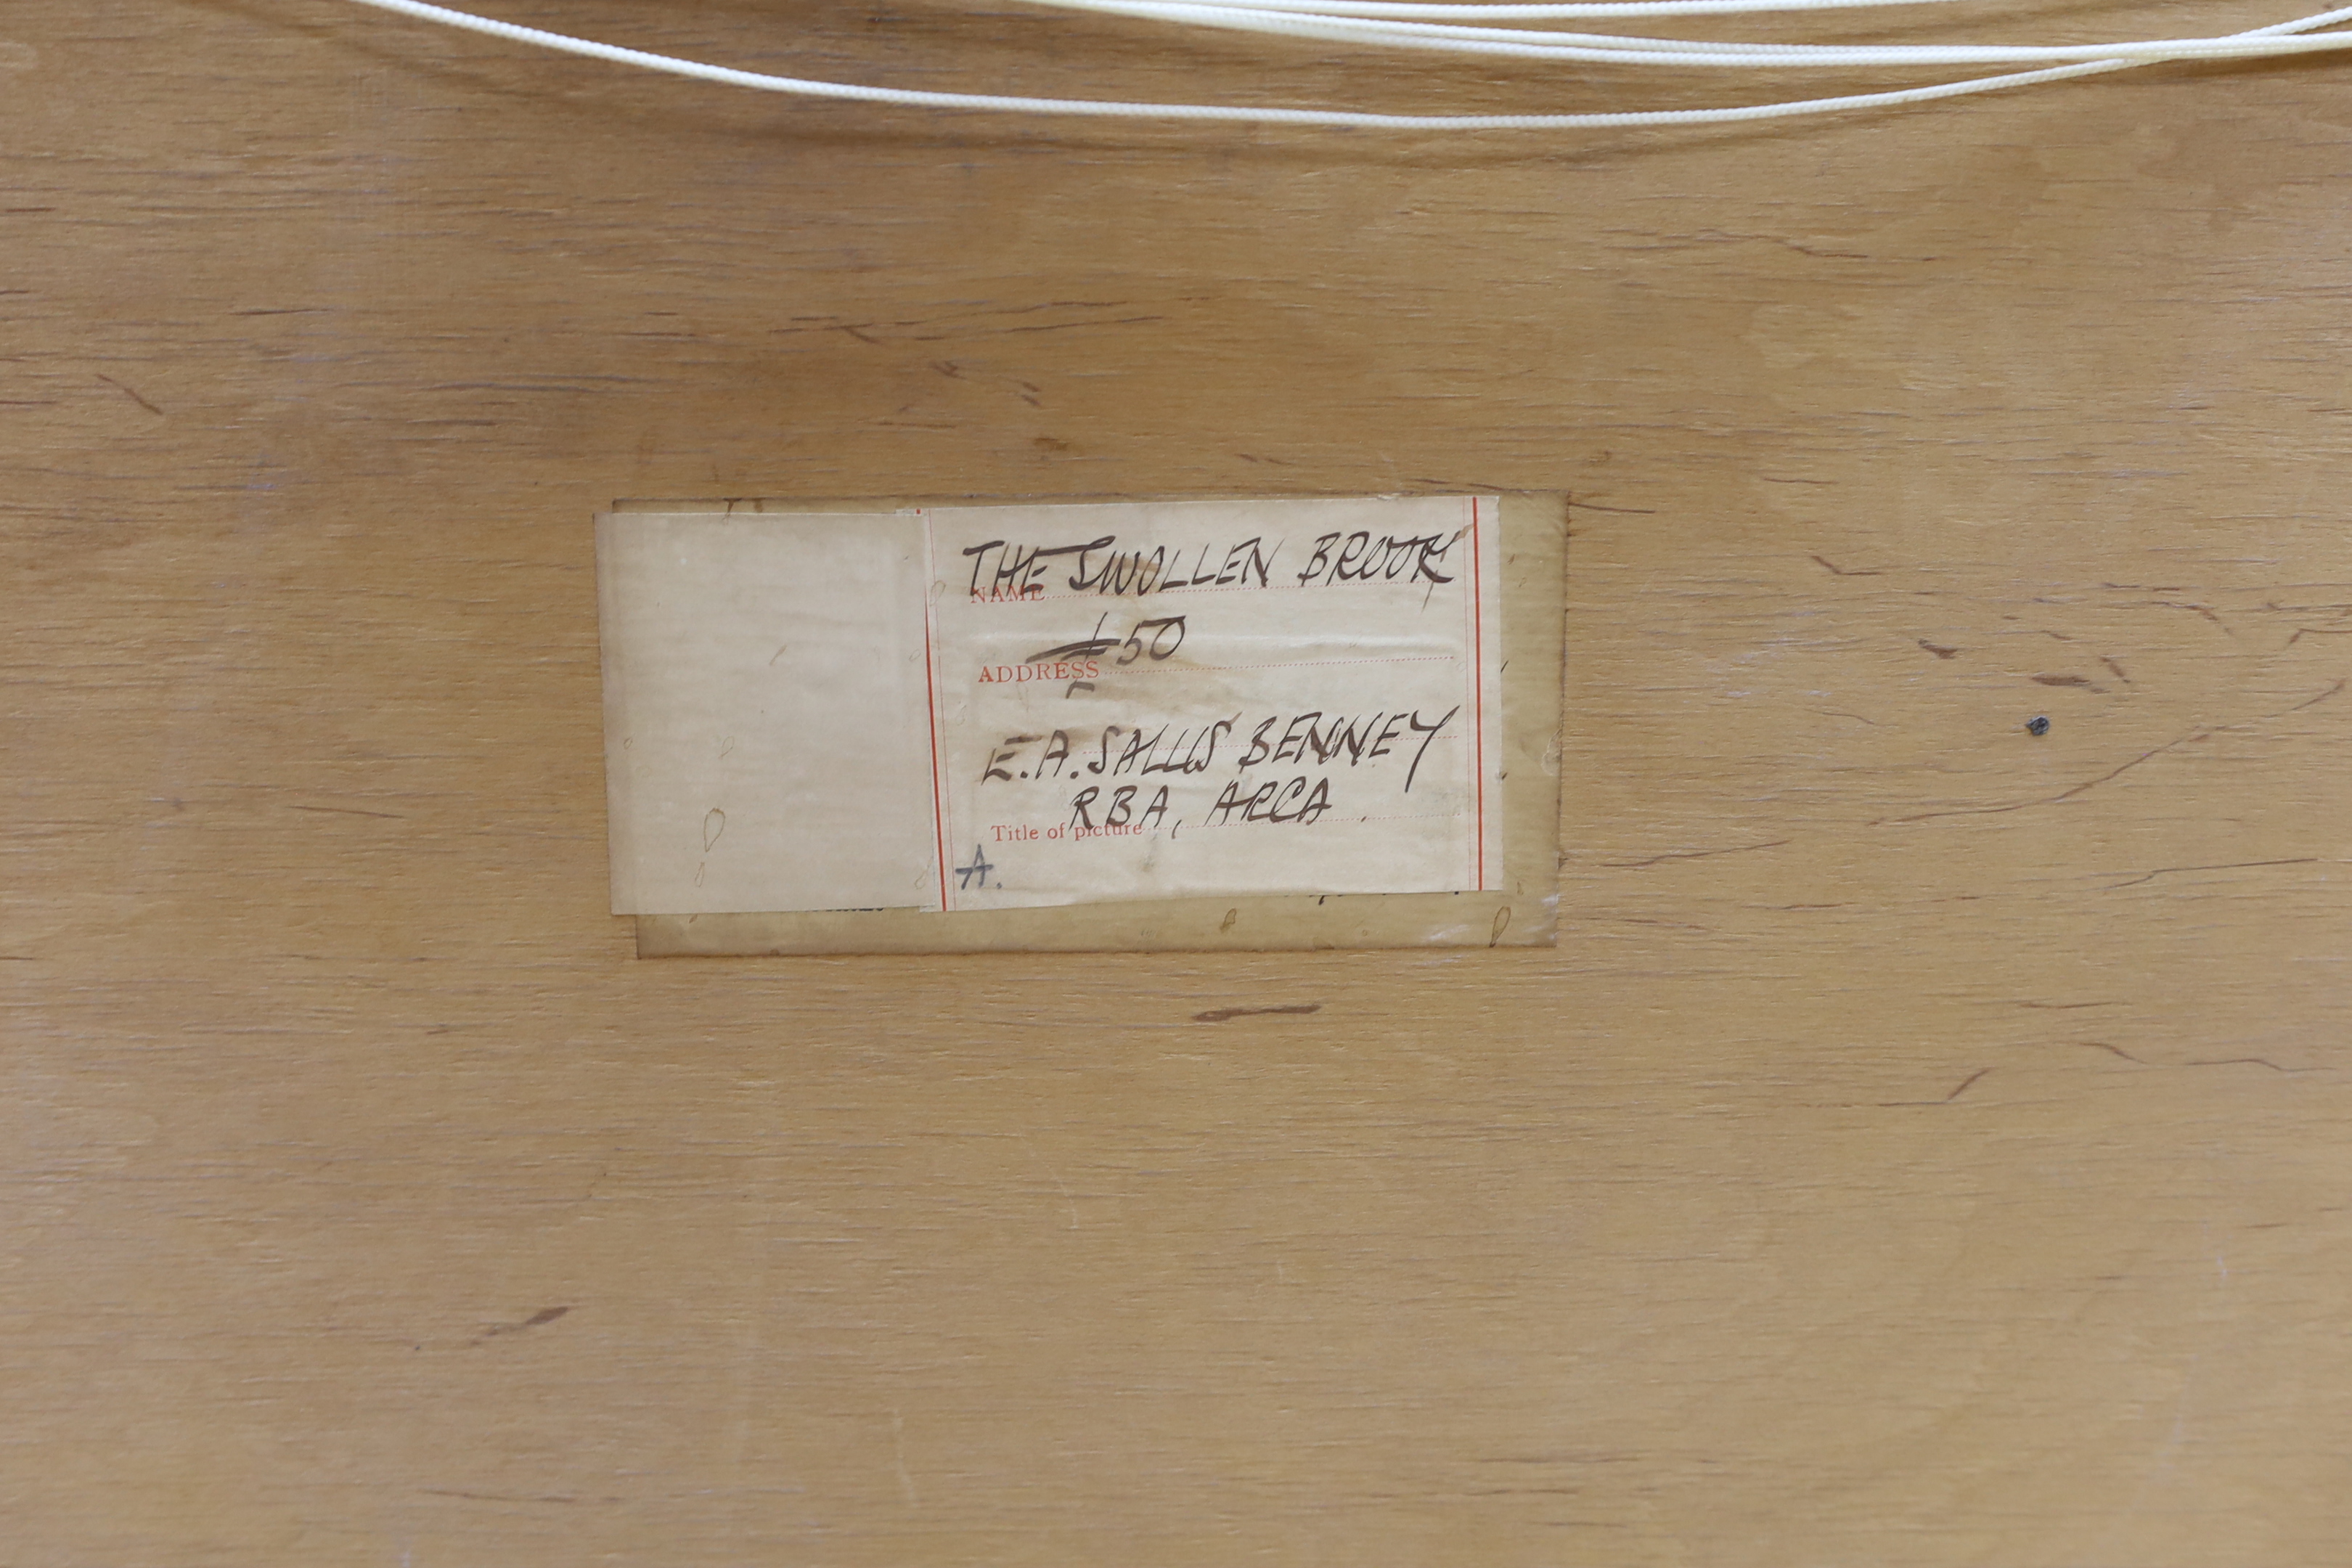 THE SWOLLEN BROOK
NAME
£50
ADDRESS
E.A. SALLIS BENNEY
RBA, ARCA.
Title of picture
A.